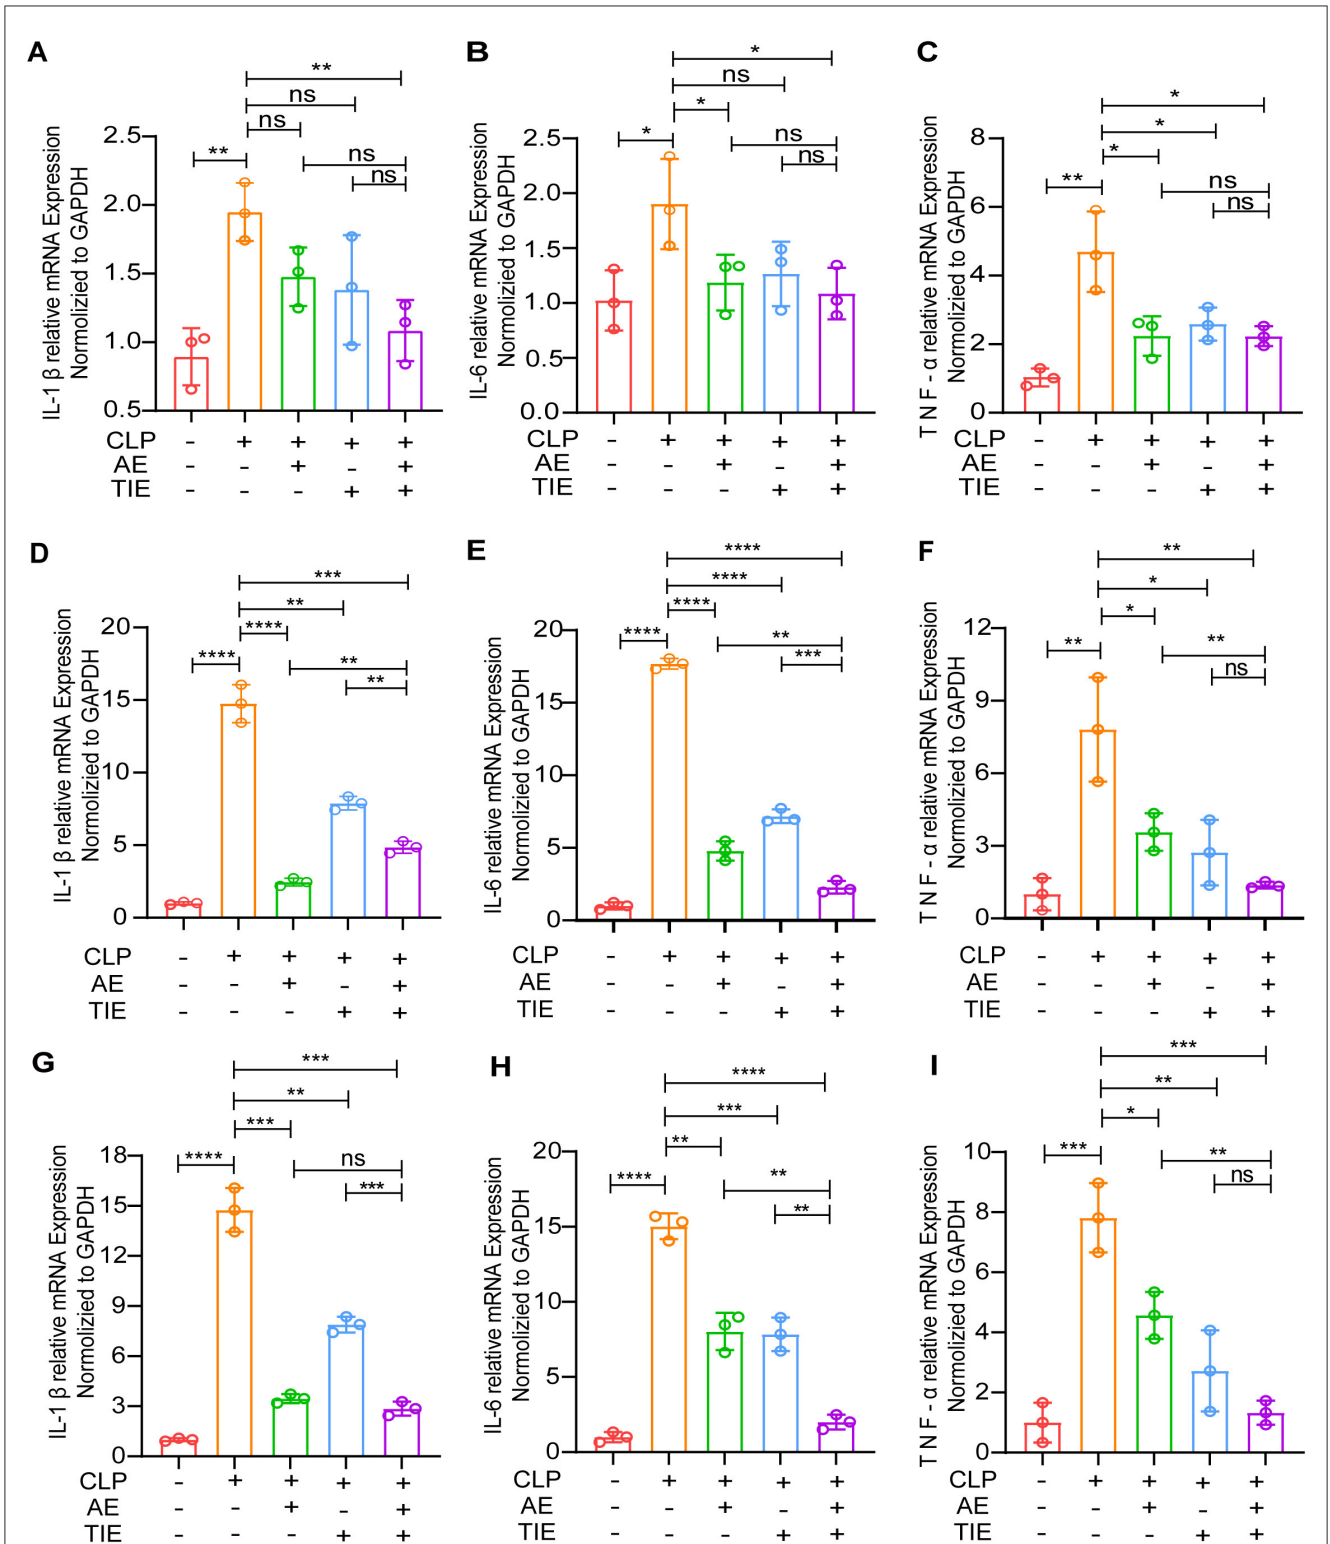 A
B
C
**
ns
ns
**
ns
ns
IL-1 β relative mRNA Expression
Normolizied to GAPDH
2.5
2.0
1.5
1.0
0.5
CLP - + + + +
AE - - + - +
TIE - - - + +
*
ns
*
*
ns
ns
IL-6 relative mRNA Expression
Normolizied to GAPDH
2.5
2.0
1.5
1.0
0.5
0.0
CLP - + + + +
AE - - + - +
TIE - - - + +
*
*
*
**
ns
ns
T N F - α relative mRNA Expression
Normolizied to GAPDH
8
6
4
2
0
CLP - + + + +
AE - - + - +
TIE - - - + +
D
E
F
***
**
****
****
**
**
IL-1 β relative mRNA Expression
Normolizied to GAPDH
20
15
10
5
0
CLP - + + + +
AE - - + - +
TIE - - - + +
****
****
****
****
**
***
IL-6 relative mRNA Expression
Normolizied to GAPDH
20
15
10
5
0
CLP - + + + +
AE - - + - +
TIE - - - + +
**
*
*
**
**
ns
T N F - α relative mRNA Expression
Normolizied to GAPDH
12
9
6
3
0
CLP - + + + +
AE - - + - +
TIE - - - + +
G
H
I
***
**
***
****
ns
***
IL-1 β relative mRNA Expression
Normolizied to GAPDH
18
15
12
9
6
3
0
CLP - + + + +
AE - - + - +
TIE - - - + +
****
***
**
****
**
**
IL-6 relative mRNA Expression
Normolizied to GAPDH
20
15
10
5
0
CLP - + + + +
AE - - + - +
TIE - - - + +
***
**
*
***
**
ns
T N F - α relative mRNA Expression
Normolizied to GAPDH
10
8
6
4
2
0
CLP - + + + +
AE - - + - +
TIE - - - + +